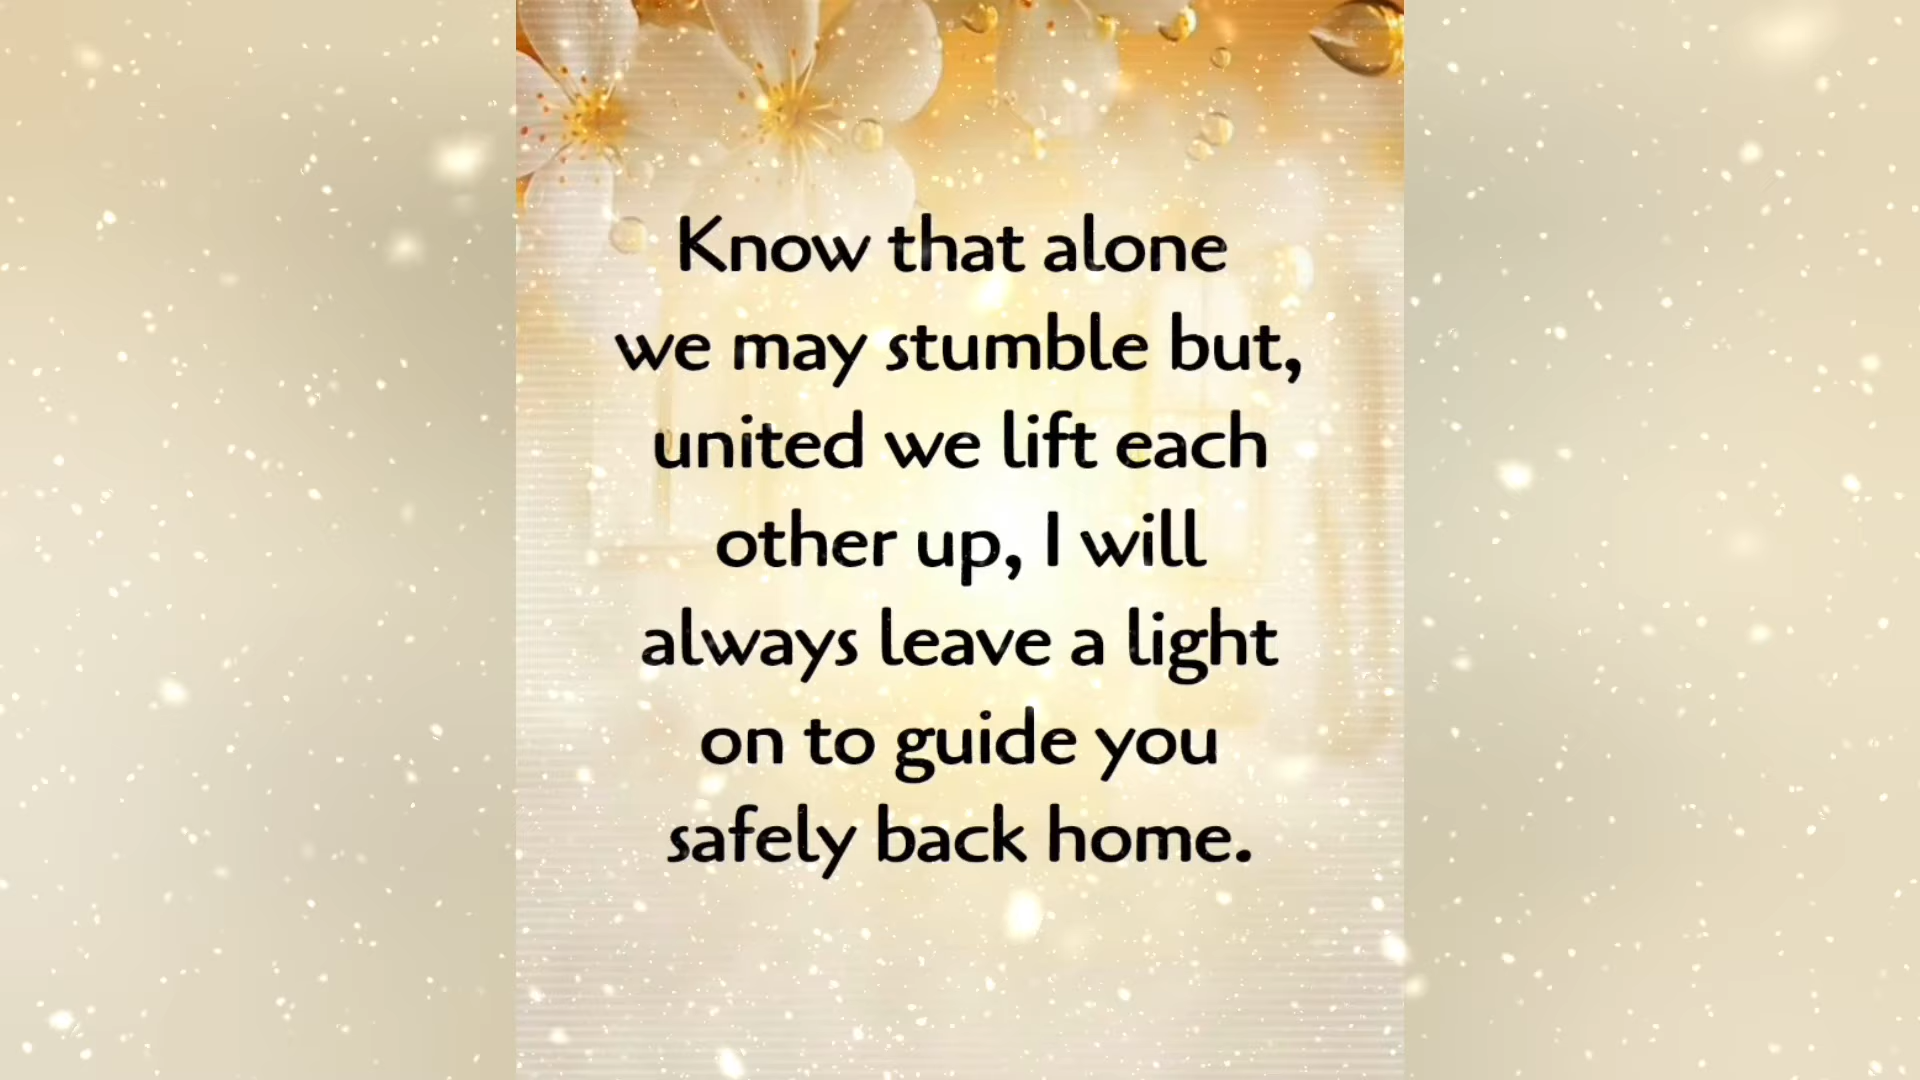 Know that alone
we may stumble but,
united we lift each
other up, I will
always leave a light
on to guide you
safely back home.